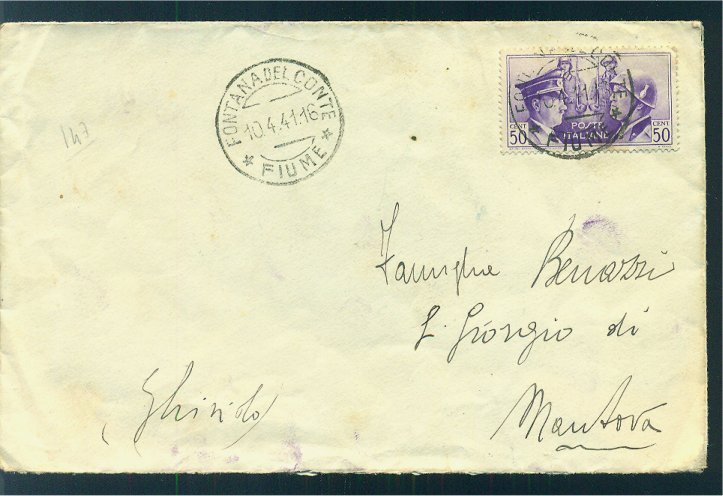 FONTANA DEL CONTE
10.4.41.16
* FIUME *
CENT 50
POSTE ITALIANE
CENT 50
147
Famiglia Benazzi
S. Giorgio di
Mantova
(Ghisiolo)